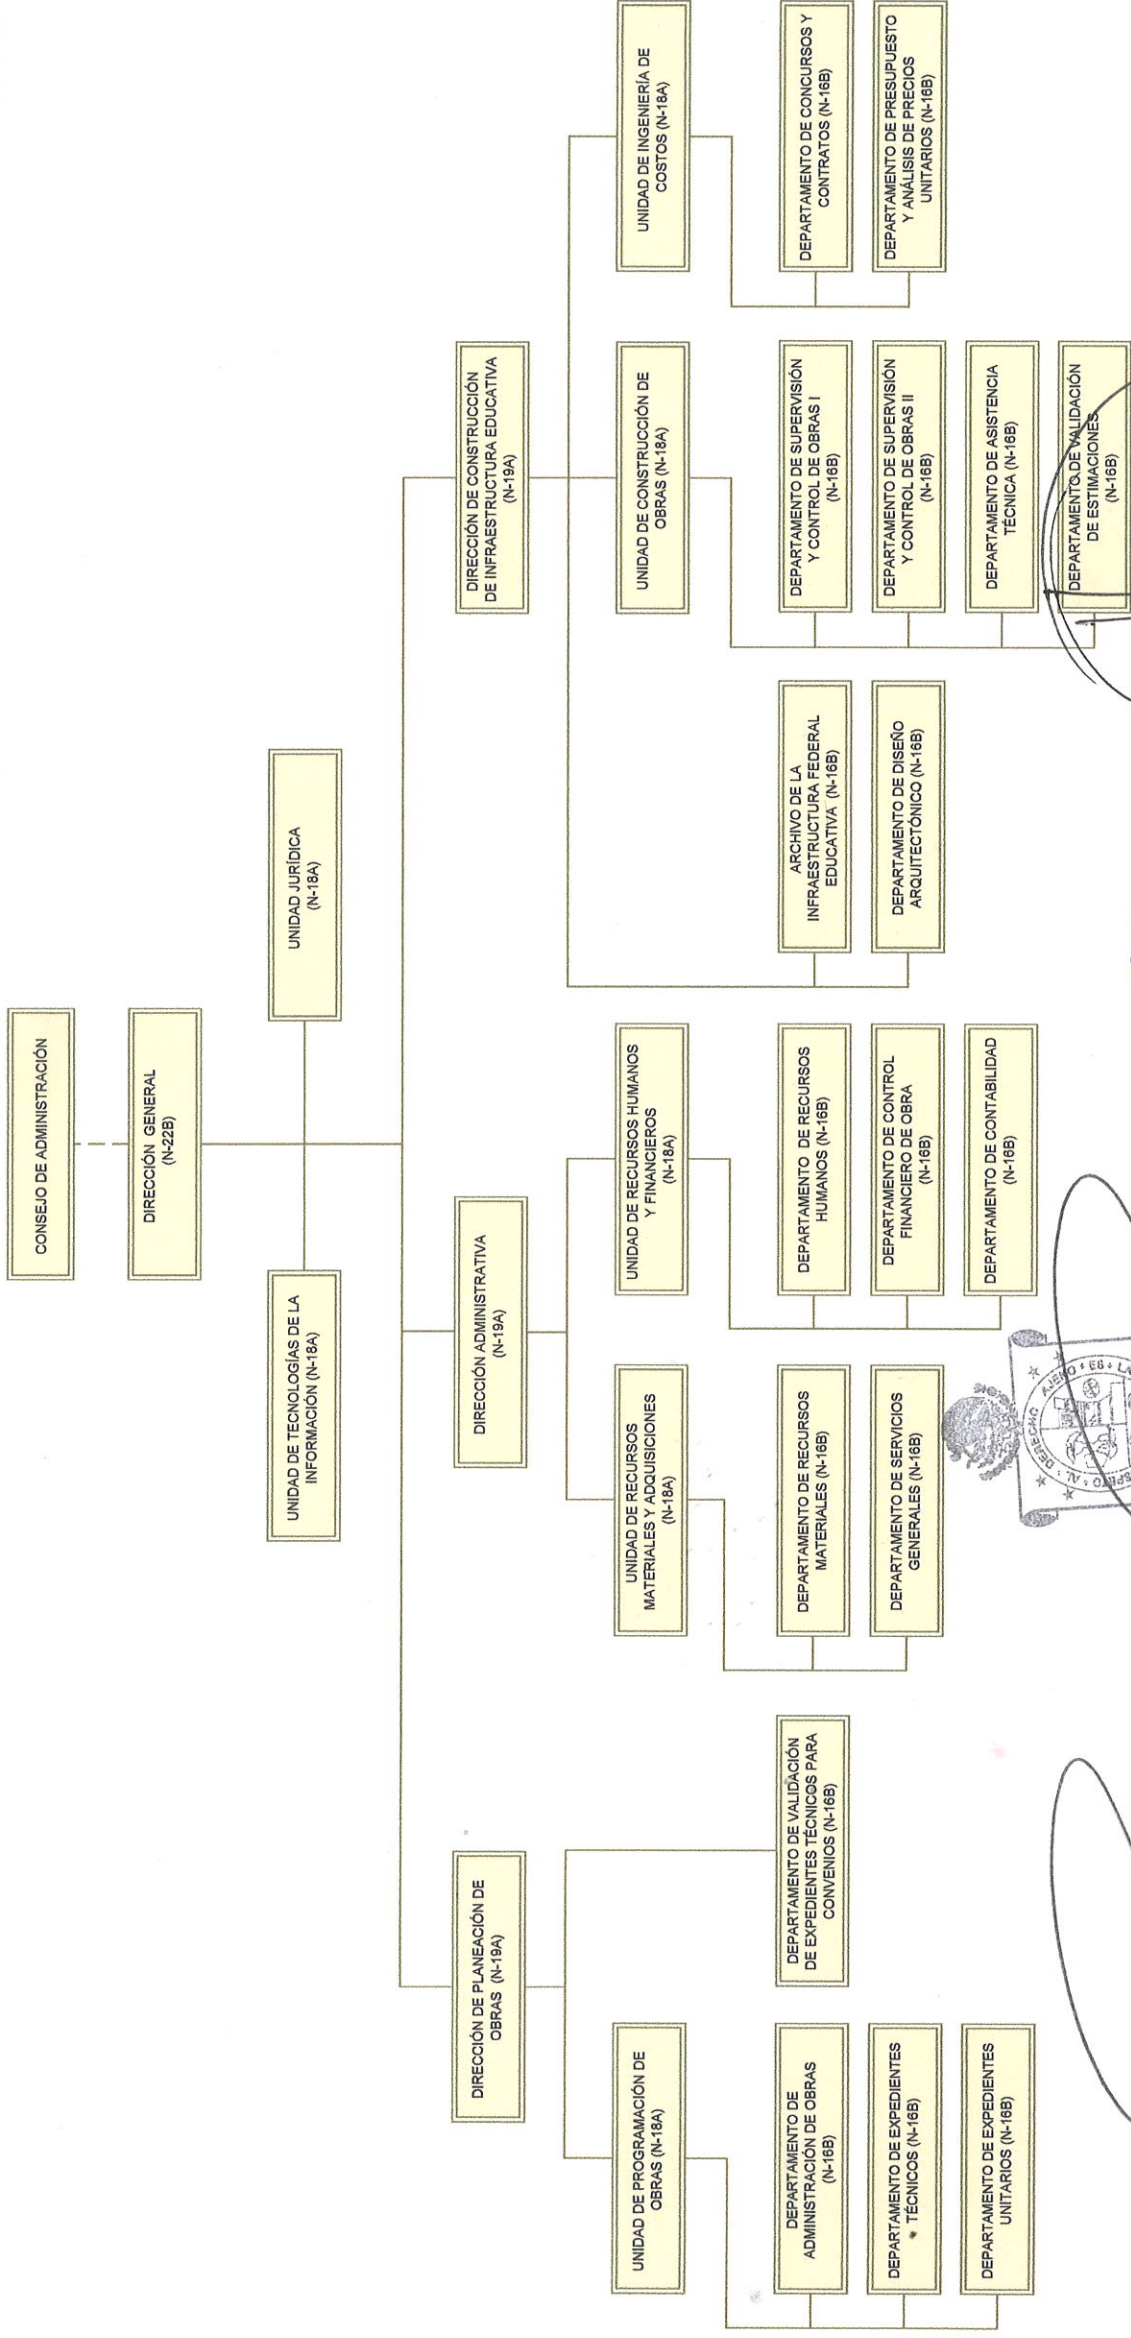 CONSEJO DE ADMINISTRACIÓN
DIRECCIÓN GENERAL
(N-22B)
UNIDAD DE TECNOLOGÍAS DE LA
INFORMACIÓN (N-18A)
UNIDAD JURÍDICA
(N-18A)
DIRECCIÓN DE PLANEACIÓN DE
OBRAS (N-19A)
DIRECCIÓN ADMINISTRATIVA
(N-19A)
DIRECCIÓN DE CONSTRUCCIÓN
DE INFRAESTRUCTURA EDUCATIVA
(N-19A)
UNIDAD DE PROGRAMACIÓN DE
OBRAS (N-18A)
UNIDAD DE RECURSOS
MATERIALES Y ADQUISICIONES
(N-18A)
UNIDAD DE RECURSOS HUMANOS
Y FINANCIEROS
(N-18A)
UNIDAD DE CONSTRUCCIÓN DE
OBRAS (N-18A)
UNIDAD DE INGENIERÍA DE
COSTOS (N-18A)
DEPARTAMENTO DE
ADMINISTRACIÓN DE OBRAS
(N-16B)
DEPARTAMENTO DE EXPEDIENTES
TÉCNICOS (N-16B)
DEPARTAMENTO DE EXPEDIENTES
UNITARIOS (N-16B)
DEPARTAMENTO DE VALIDACIÓN
DE EXPEDIENTES TÉCNICOS PARA
CONVENIOS (N-16B)
DEPARTAMENTO DE RECURSOS
MATERIALES (N-16B)
DEPARTAMENTO DE SERVICIOS
GENERALES (N-16B)
DEPARTAMENTO DE RECURSOS
HUMANOS (N-16B)
DEPARTAMENTO DE CONTROL
FINANCIERO DE OBRA
(N-16B)
DEPARTAMENTO DE CONTABILIDAD
(N-16B)
ARCHIVO DE LA
INFRAESTRUCTURA FEDERAL
EDUCATIVA (N-16B)
DEPARTAMENTO DE DISEÑO
ARQUITECTÓNICO (N-16B)
DEPARTAMENTO DE SUPERVISIÓN
Y CONTROL DE OBRAS I
(N-16B)
DEPARTAMENTO DE SUPERVISIÓN
Y CONTROL DE OBRAS II
(N-16B)
DEPARTAMENTO DE ASISTENCIA
TÉCNICA (N-16B)
DEPARTAMENTO DE VALIDACIÓN
DE ESTIMACIONES
(N-16B)
DEPARTAMENTO DE CONCURSOS Y
CONTRATOS (N-16B)
DEPARTAMENTO DE PRESUPUESTO
Y ANÁLISIS DE PRECIOS
UNITARIOS (N-16B)
AL DERECHO AJENO ES LA